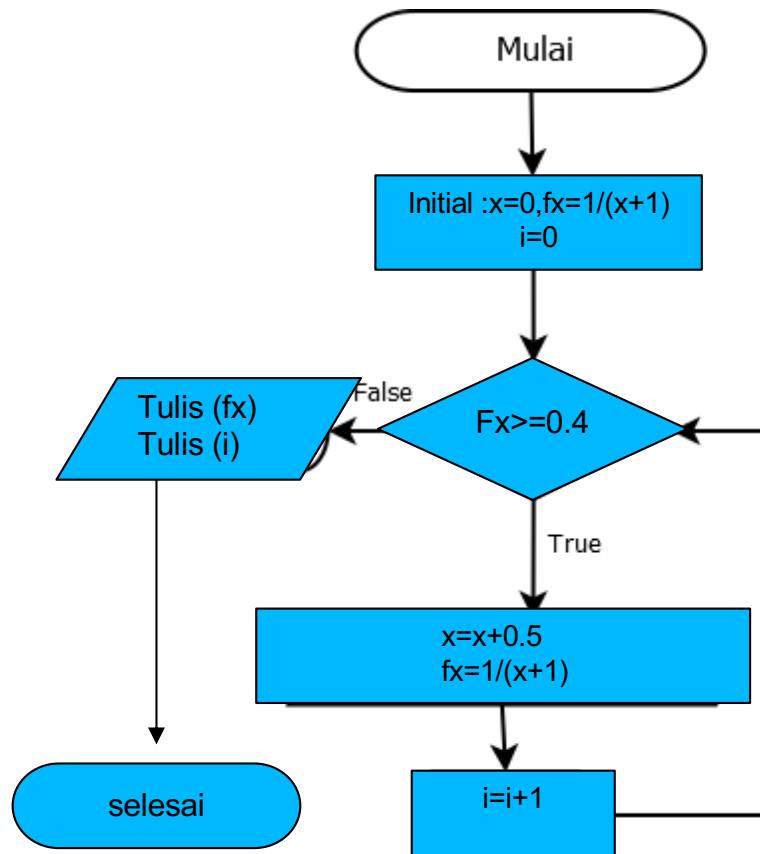 Mulai
Initial :x=0,fx=1/(x+1)
i=0
Fx>=0.4
False
Tulis (fx)
Tulis (i)
True
x=x+0.5
fx=1/(x+1)
i=i+1
selesai